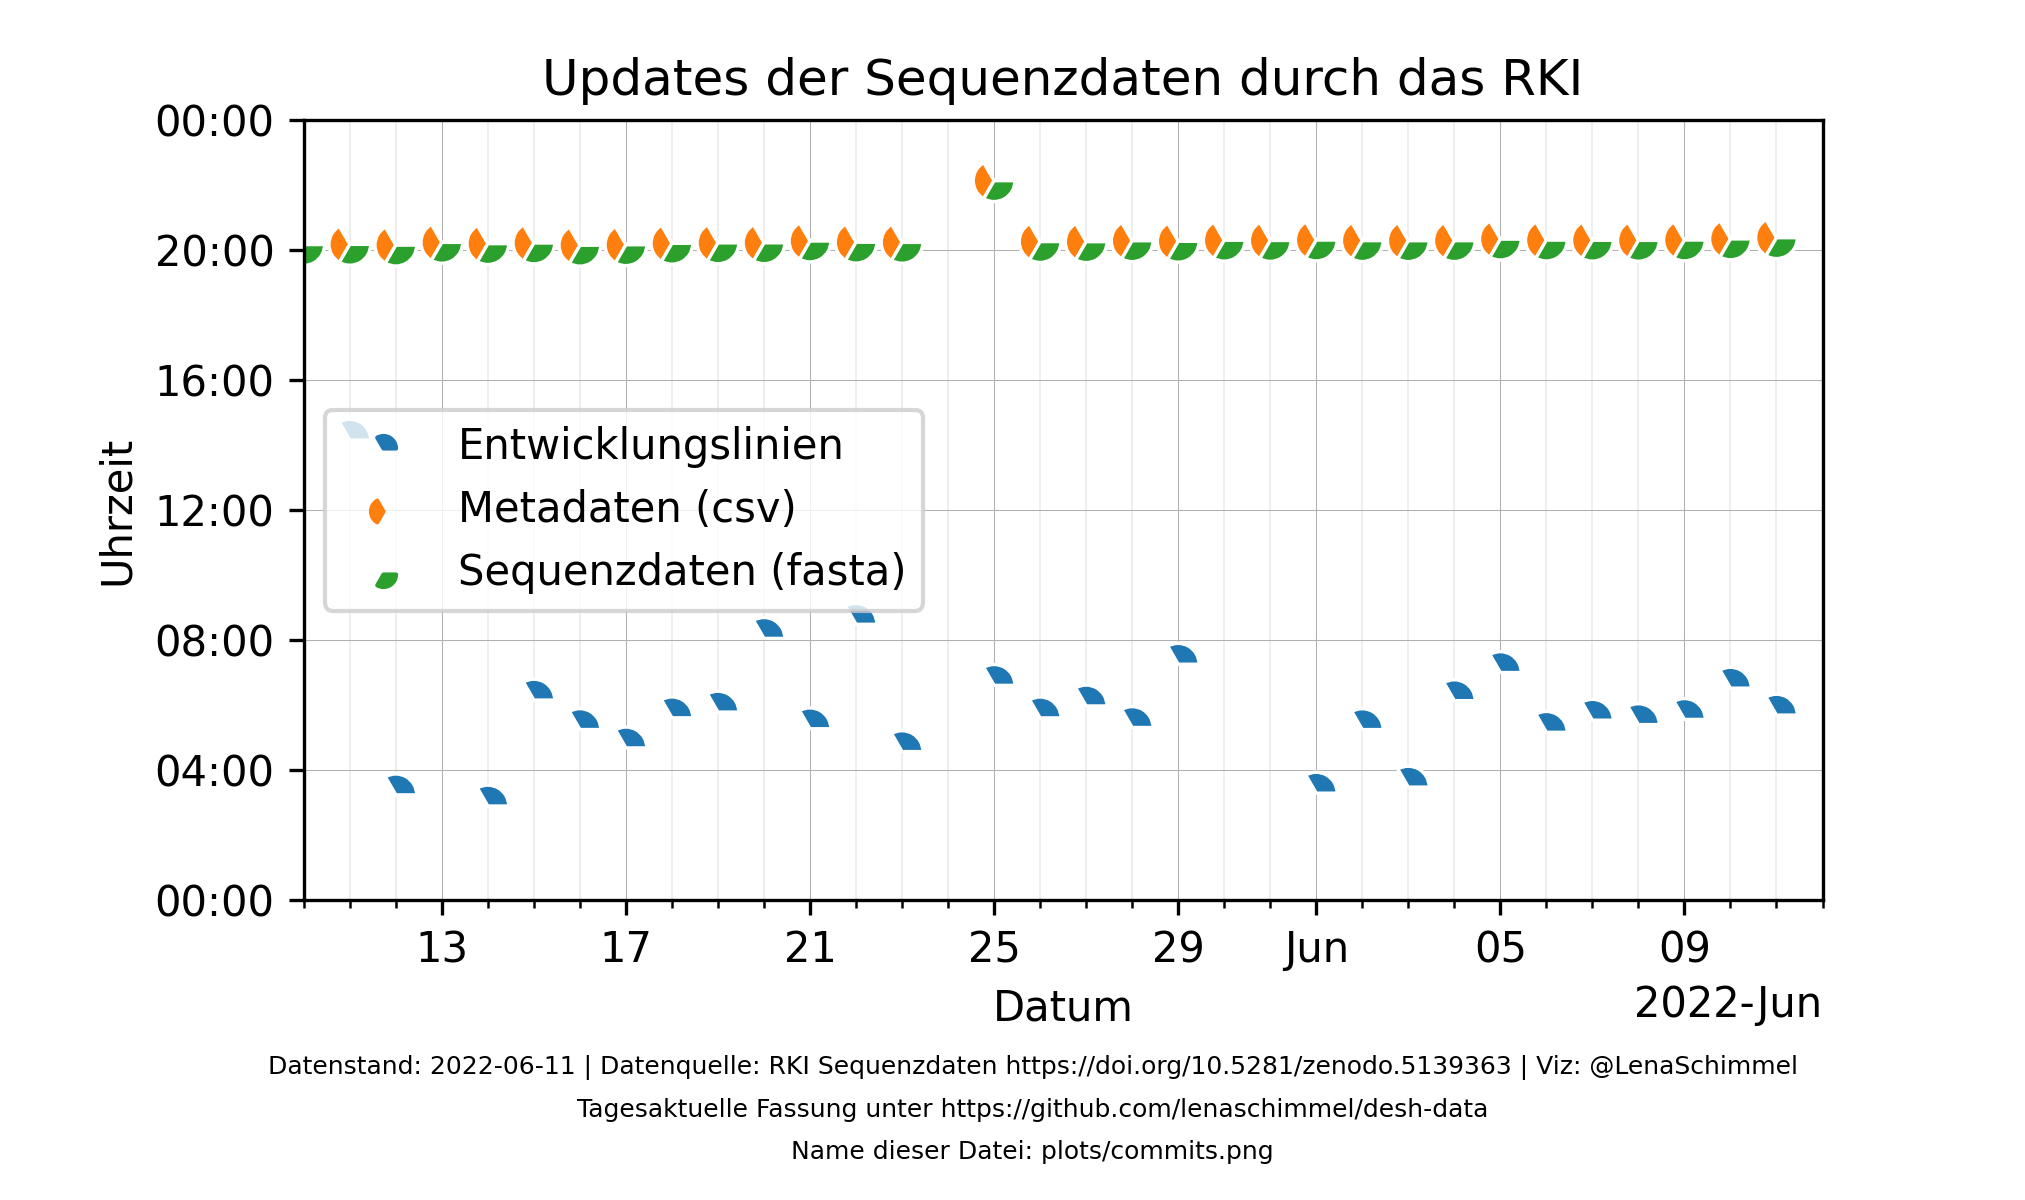 Updates der Sequenzdaten durch das RKI
00:00
20:00
16:00
12:00
08:00
04:00
00:00
Uhrzeit
Entwicklungslinien
Metadaten (csv)
Sequenzdaten (fasta)
13 17 21 25 29 Jun 05 09
2022-Jun
Datum
Datenstand: 2022-06-11 | Datenquelle: RKI Sequenzdaten https://doi.org/10.5281/zenodo.5139363 | Viz: @LenaSchimmel
Tagesaktuelle Fassung unter https://github.com/lenaschimmel/desh-data
Name dieser Datei: plots/commits.png